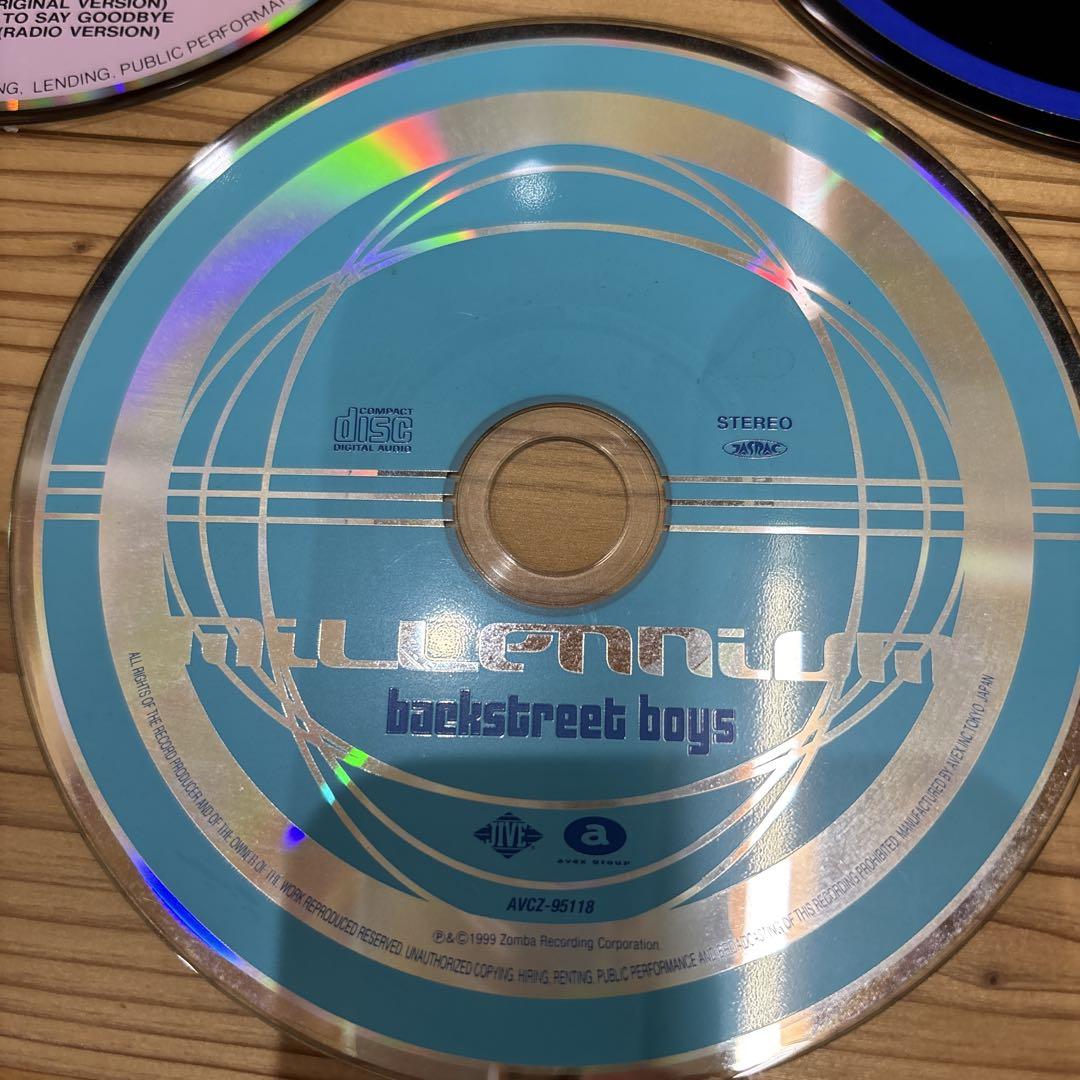 RIGINAL VERSION)
TO SAY GOODBYE
(RADIO VERSION)
NG, LENDING, PUBLIC PERFORMA
COMPACT
disc
DIGITAL AUDIO
STEREO
JASRAC
millennium
backstreet boys
JIVE
a
avex group
AVCZ-95118
℗&©1999 Zomba Recording Corporation.
ALL RIGHTS OF THE RECORD PRODUCER AND OF THE OWNER OF THE WORK REPRODUCED RESERVED. UNAUTHORIZED COPYING, HIRING, RENTING, PUBLIC PERFORMANCE AND BROADCASTING OF THIS RECORDING PROHIBITED. MANUFACTURED BY AVEX INC.TOKYO JAPAN